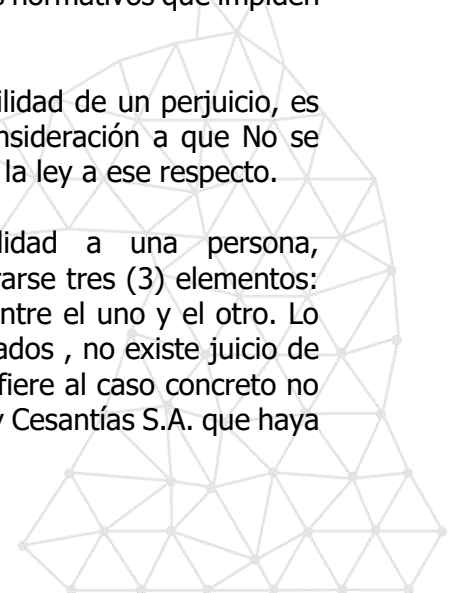 s normativos que impiden
ilidad de un perjuicio, es
nsideración a que No se
la ley a ese respecto.
lidad a una persona,
rarse tres (3) elementos:
entre el uno y el otro. Lo
ados , no existe juicio de
fiere al caso concreto no
y Cesantías S.A. que haya